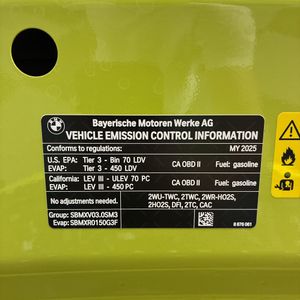 Bayerische Motoren Werke AG
VEHICLE EMISSION CONTROL INFORMATION
Conforms to regulations: MY 2025
U.S. EPA: Tier 3 - Bin 70 LDV CA OBD II Fuel: gasoline
EVAP: Tier 3 - 450 LDV
California: LEV III - ULEV 70 PC CA OBD II Fuel: gasoline
EVAP: LEV III - 450 PC
No adjustments needed. 2WU-TWC, 2TWC, 2WR-HO2S,
2HO2S, DFI, 2TC, CAC
Group: SBMXV03.0SM3
Evap: SBMXR0150G3F 8 676 061